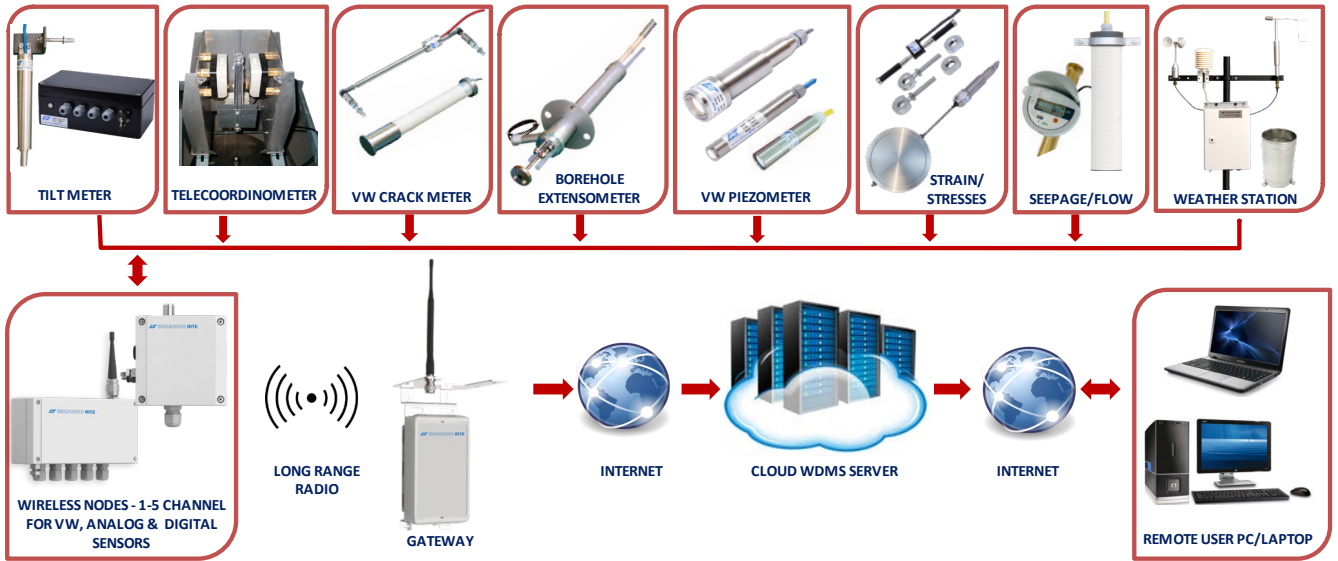 TILT METER
TELECOORDINOMETER
VW CRACK METER
BOREHOLE
EXTENSOMETER
VW PIEZOMETER
STRAIN/
STRESSES
SEEPAGE/FLOW
WEATHER STATION
WIRELESS NODES - 1-5 CHANNEL
FOR VW, ANALOG & DIGITAL
SENSORS
LONG RANGE
RADIO
GATEWAY
INTERNET
CLOUD WDMS SERVER
INTERNET
REMOTE USER PC/LAPTOP